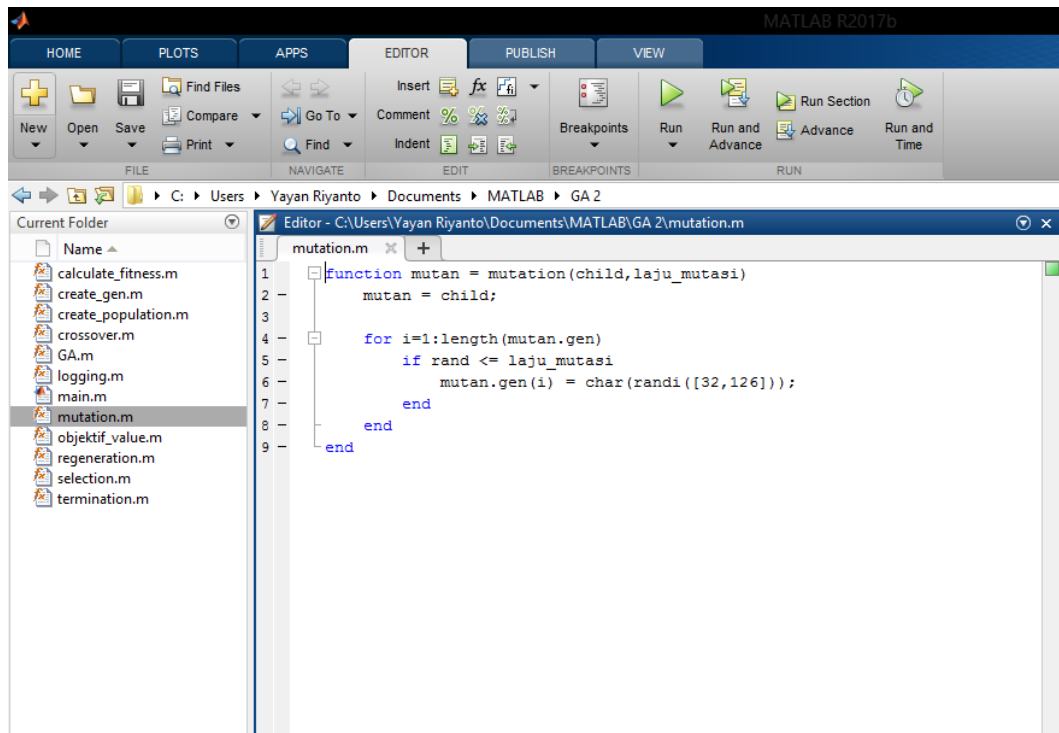 MATLAB R2017b
HOME PLOTS APPS EDITOR PUBLISH VIEW
New Open Save Find Files Compare Print
FILE
Go To Find
NAVIGATE
Insert fx
Comment
Indent
EDIT
Breakpoints
BREAKPOINTS
Run Run and Advance Run Section Advance Run and Time
RUN
C: Users Yayan Riyanto Documents MATLAB GA 2
Current Folder
Name
calculate_fitness.m
create_gen.m
create_population.m
crossover.m
GA.m
logging.m
main.m
mutation.m
objektif_value.m
regeneration.m
selection.m
termination.m
Editor - C:\Users\Yayan Riyanto\Documents\MATLAB\GA 2\mutation.m
mutation.m
1 function mutan = mutation(child,laju_mutasi)
2 mutan = child;
3
4 for i=1:length(mutan.gen)
5 if rand <= laju_mutasi
6 mutan.gen(i) = char(randi([32,126]));
7 end
8 end
9 end